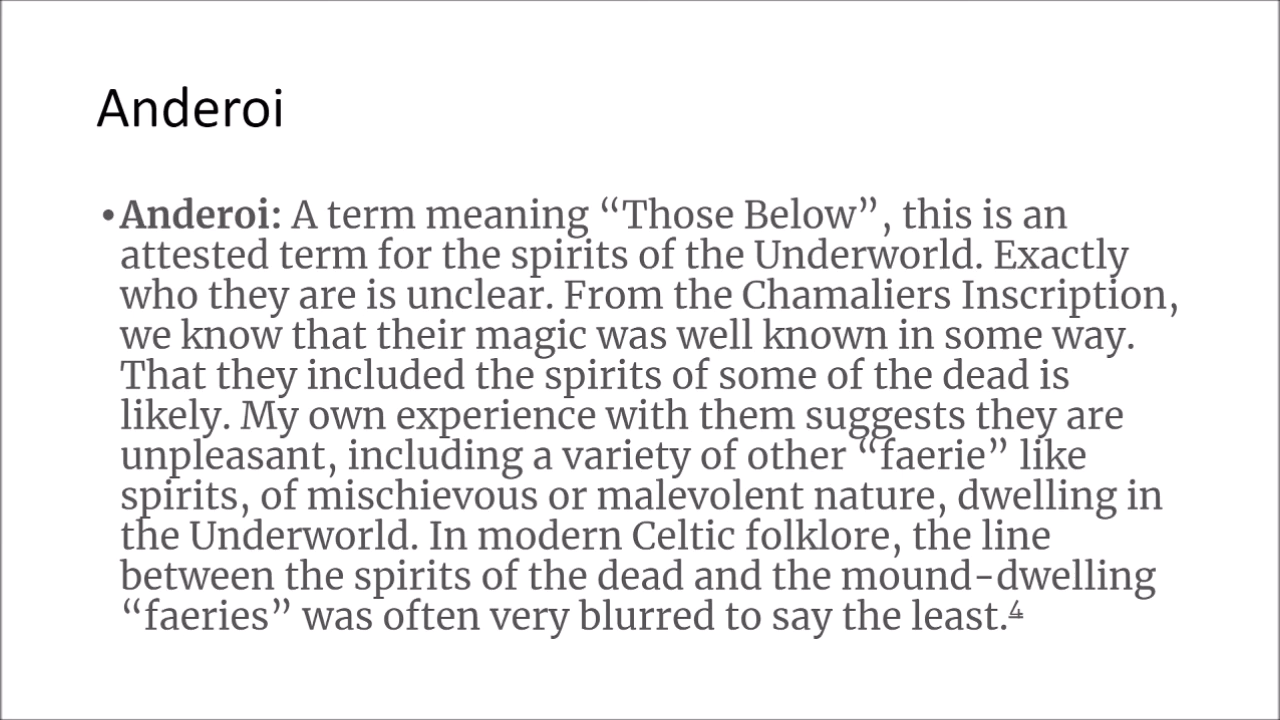 Anderoi
•Anderoi: A term meaning “Those Below”, this is an
attested term for the spirits of the Underworld. Exactly
who they are is unclear. From the Chamaliers Inscription,
we know that their magic was well known in some way.
That they included the spirits of some of the dead is
likely. My own experience with them suggests they are
unpleasant, including a variety of other “faerie” like
spirits, of mischievous or malevolent nature, dwelling in
the Underworld. In modern Celtic folklore, the line
between the spirits of the dead and the mound-dwelling
“faeries” was often very blurred to say the least.4